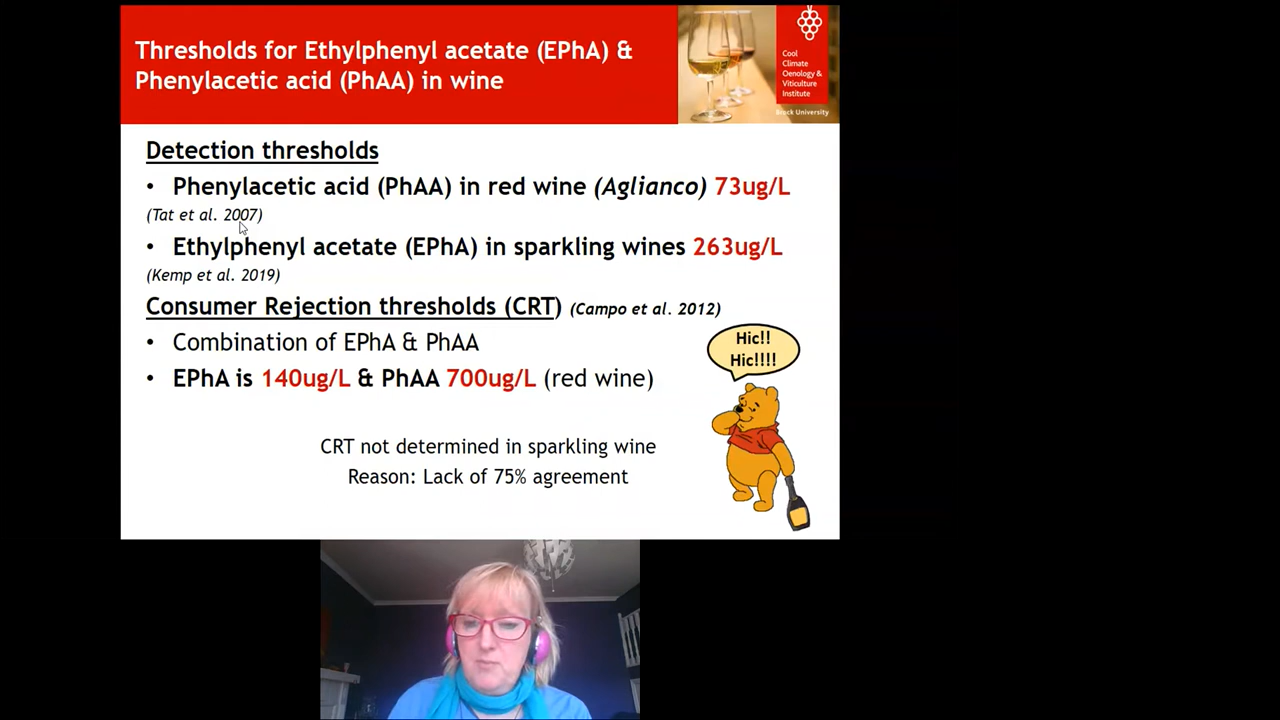 Thresholds for Ethylphenyl acetate (EPhA) &
Phenylacetic acid (PhAA) in wine
Cool
Climate
Oenology &
Viticulture
Institute
Brock University
Detection thresholds
• Phenylacetic acid (PhAA) in red wine (Aglianco) 73ug/L
(Tat et al. 2007)
• Ethylphenyl acetate (EPhA) in sparkling wines 263ug/L
(Kemp et al. 2019)
Consumer Rejection thresholds (CRT) (Campo et al. 2012)
• Combination of EPhA & PhAA
• EPhA is 140ug/L & PhAA 700ug/L (red wine)
Hic!!
Hic!!!!
CRT not determined in sparkling wine
Reason: Lack of 75% agreement